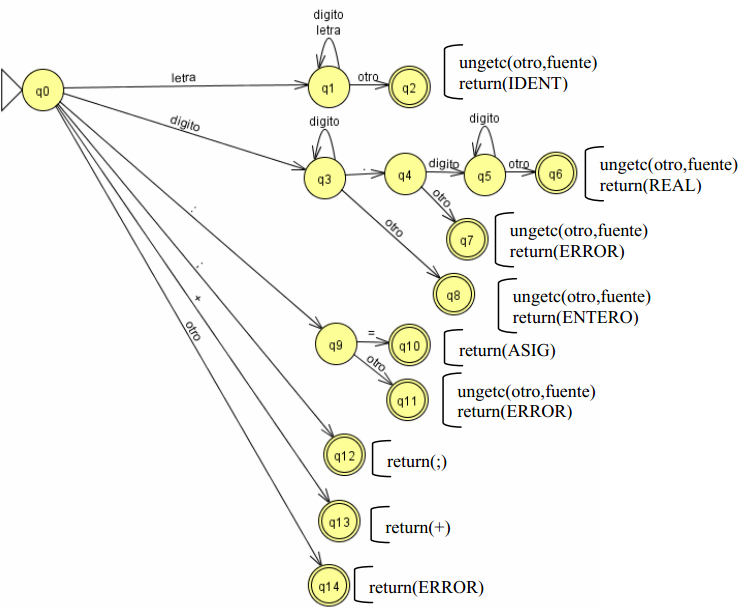 digito
letra
ungetc(otro,fuente)
return(IDENT)
q0
letra
q1
otro
q2
digito
digito
digito
q3
.
q4
digito
q5
otro
q6
ungetc(otro,fuente)
return(REAL)
otro
q7
ungetc(otro,fuente)
return(ERROR)
otro
q8
ungetc(otro,fuente)
return(ENTERO)
:
;
+
otro
q9
=
q10
return(ASIG)
otro
q11
ungetc(otro,fuente)
return(ERROR)
q12
return(;)
q13
return(+)
q14
return(ERROR)